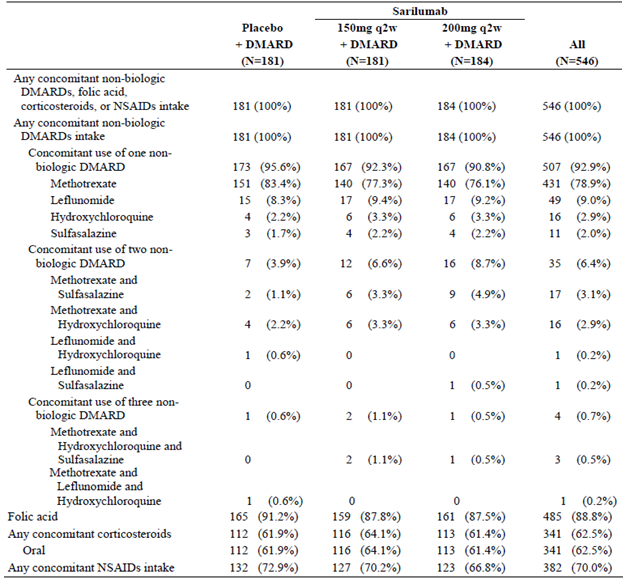 Sarilumab
Placebo 150mg q2w 200mg q2w
+ DMARD + DMARD + DMARD All
(N=181) (N=181) (N=184) (N=546)
Any concomitant non-biologic
DMARDs, folic acid,
corticosteroids, or NSAIDs intake 181 (100%) 181 (100%) 184 (100%) 546 (100%)
Any concomitant non-biologic
DMARDs intake 181 (100%) 181 (100%) 184 (100%) 546 (100%)
Concomitant use of one non-
biologic DMARD 173 (95.6%) 167 (92.3%) 167 (90.8%) 507 (92.9%)
Methotrexate 151 (83.4%) 140 (77.3%) 140 (76.1%) 431 (78.9%)
Leflunomide 15 (8.3%) 17 (9.4%) 17 (9.2%) 49 (9.0%)
Hydroxychloroquine 4 (2.2%) 6 (3.3%) 6 (3.3%) 16 (2.9%)
Sulfasalazine 3 (1.7%) 4 (2.2%) 4 (2.2%) 11 (2.0%)
Concomitant use of two non-
biologic DMARD 7 (3.9%) 12 (6.6%) 16 (8.7%) 35 (6.4%)
Methotrexate and
Sulfasalazine 2 (1.1%) 6 (3.3%) 9 (4.9%) 17 (3.1%)
Methotrexate and
Hydroxychloroquine 4 (2.2%) 6 (3.3%) 6 (3.3%) 16 (2.9%)
Leflunomide and
Hydroxychloroquine 1 (0.6%) 0 0 1 (0.2%)
Leflunomide and
Sulfasalazine 0 0 1 (0.5%) 1 (0.2%)
Concomitant use of three non-
biologic DMARD 1 (0.6%) 2 (1.1%) 1 (0.5%) 4 (0.7%)
Methotrexate and
Hydroxychloroquine and
Sulfasalazine 0 2 (1.1%) 1 (0.5%) 3 (0.5%)
Methotrexate and
Leflunomide and
Hydroxychloroquine 1 (0.6%) 0 0 1 (0.2%)
Folic acid 165 (91.2%) 159 (87.8%) 161 (87.5%) 485 (88.8%)
Any concomitant corticosteroids 112 (61.9%) 116 (64.1%) 113 (61.4%) 341 (62.5%)
Oral 112 (61.9%) 116 (64.1%) 113 (61.4%) 341 (62.5%)
Any concomitant NSAIDs intake 132 (72.9%) 127 (70.2%) 123 (66.8%) 382 (70.0%)